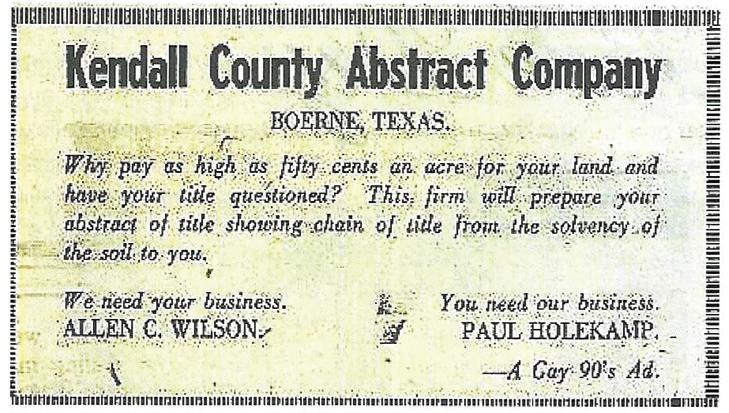 Kendall County Abstract Company
BOERNE, TEXAS.
Why pay as high as fifty cents an acre for your land and
have your title questioned? This firm will prepare your
abstract of title showing chain of title from the solvency of
the soil to you.
We need your business. You need our business.
ALLEN C. WILSON. PAUL HOLEKAMP.
—A Gay 90's Ad.